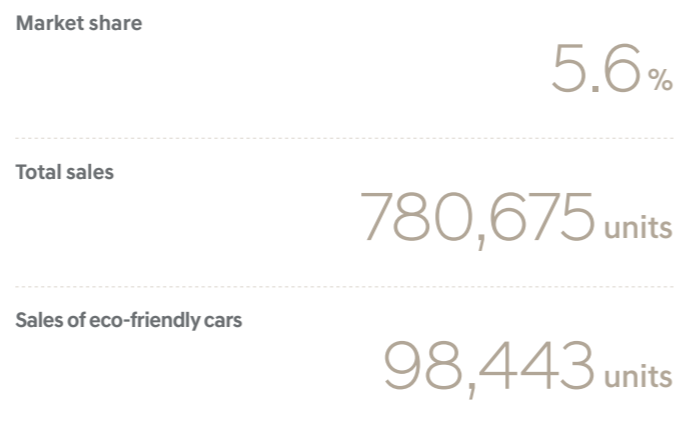 Market share
5.6 %
Total sales
780,675 units
Sales of eco-friendly cars
98,443 units